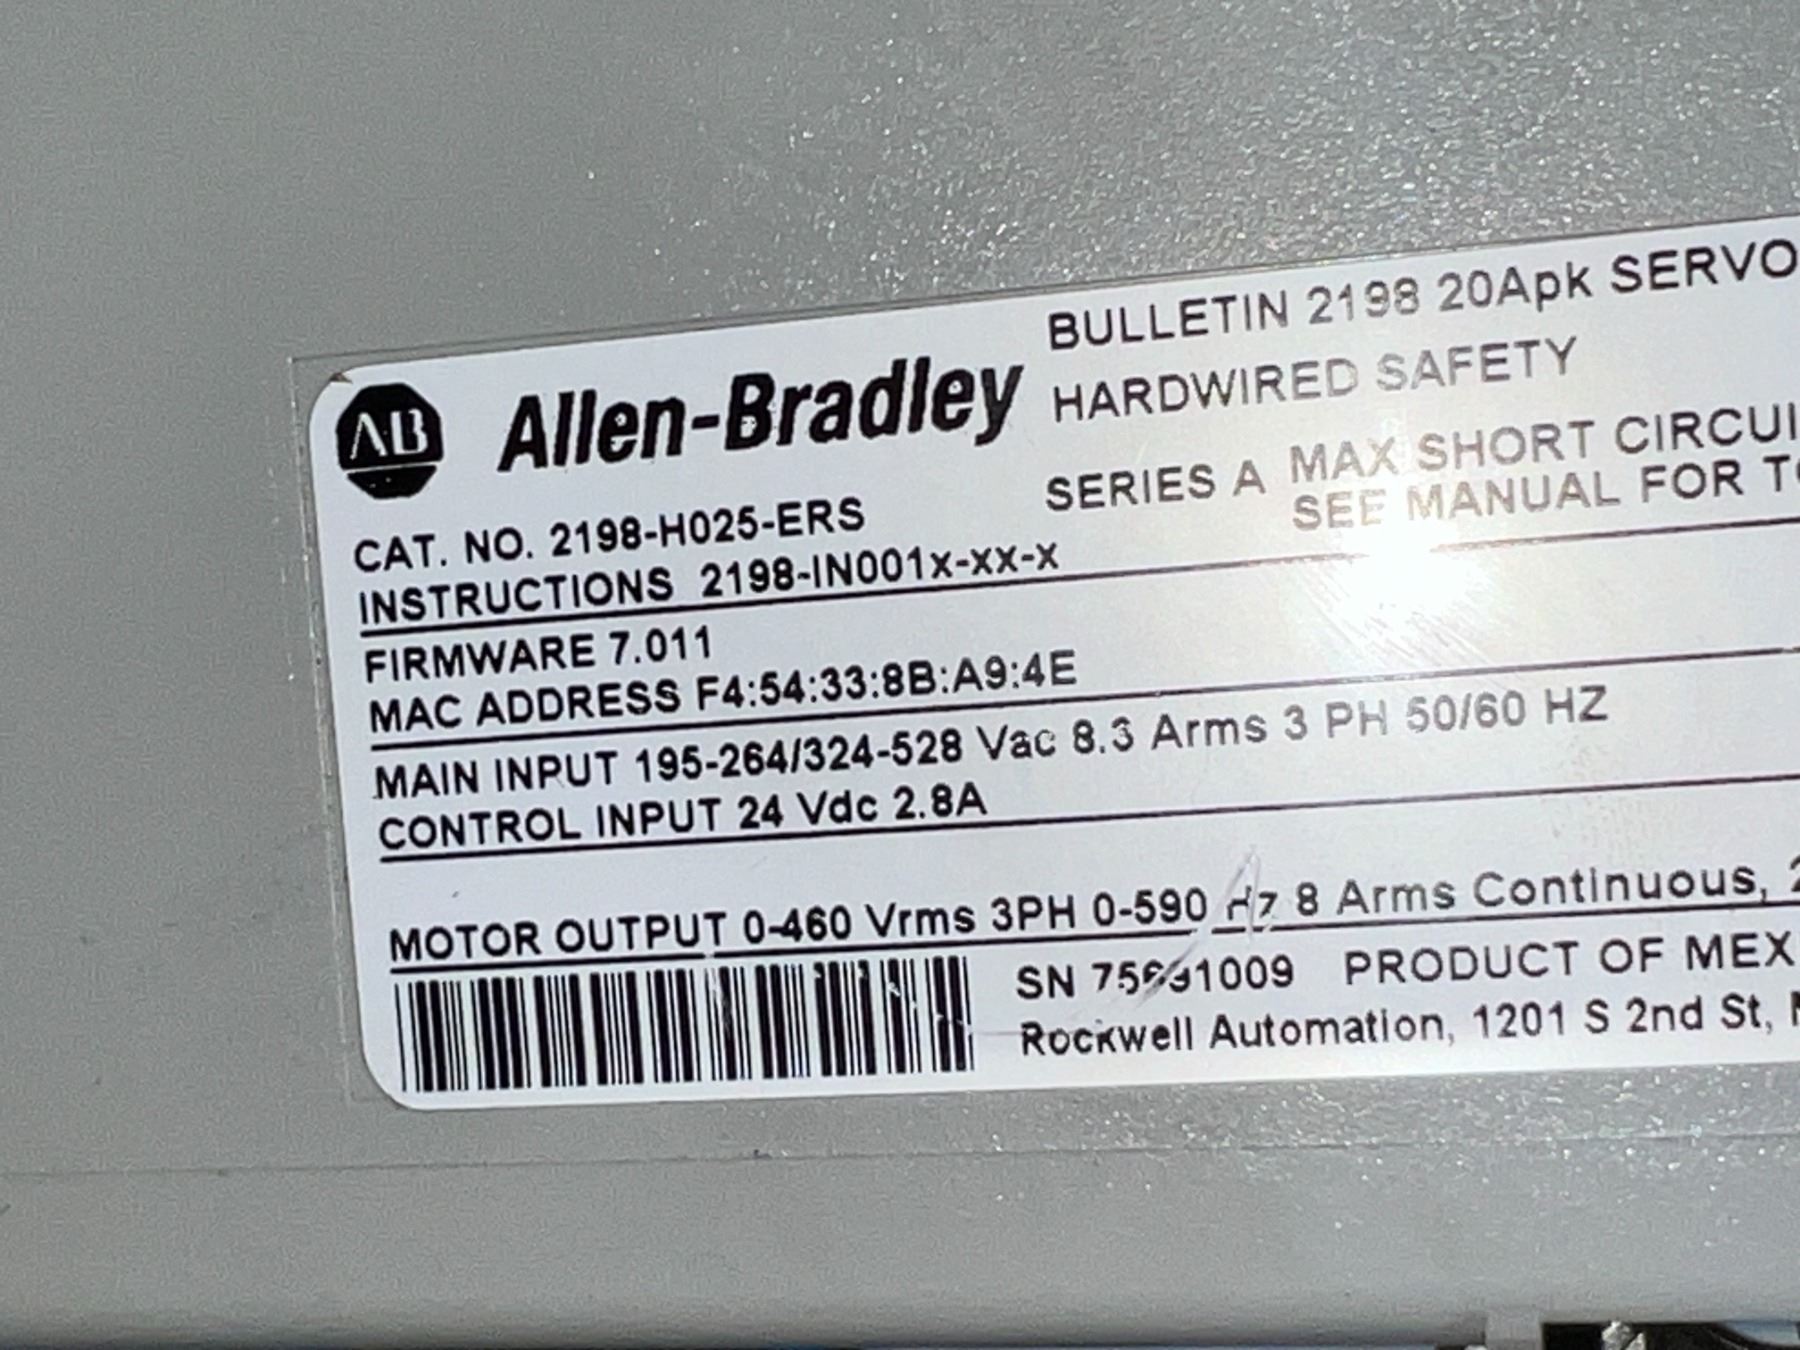 BULLETIN 2198 20Apk SERVO
HARDWIRED SAFETY
AB Allen-Bradley
SERIES A MAX SHORT CIRCUI
SEE MANUAL FOR
CAT. NO. 2198-H025-ERS
INSTRUCTIONS 2198-IN001x-xx-x
FIRMWARE 7.011
MAC ADDRESS F4:54:33:8B:A9:4E
MAIN INPUT 195-264/324-528 Vac 8.3 Arms 3 PH 50/60 HZ
CONTROL INPUT 24 Vdc 2.8A
MOTOR OUTPUT 0-460 Vrms 3PH 0-590 Hz 8 Arms Continuous,
SN PRODUCT OF MEX
Rockwell Automation, 1201 S 2nd St,